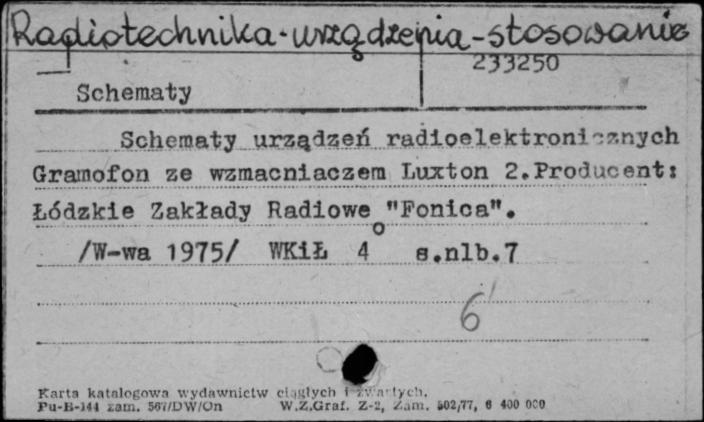 Radiotechnika-urządzenia-stosowanie
233250
Schematy
Schematy urządzeń radioelektronicznych
Gramofon ze wzmacniaczem Luxton 2.Producent:
Łódzkie Zakłady Radiowe "Fonica".
/W-wa 1975/ WKiŁ 4o s.nlb.7
6
Karta katalogowa wydawnictw ciągłych i zwartych.
Pu-B-144 zam. 567/DW/On W.Z.Graf. Z-2, Zam. 502/77, 6 400 000